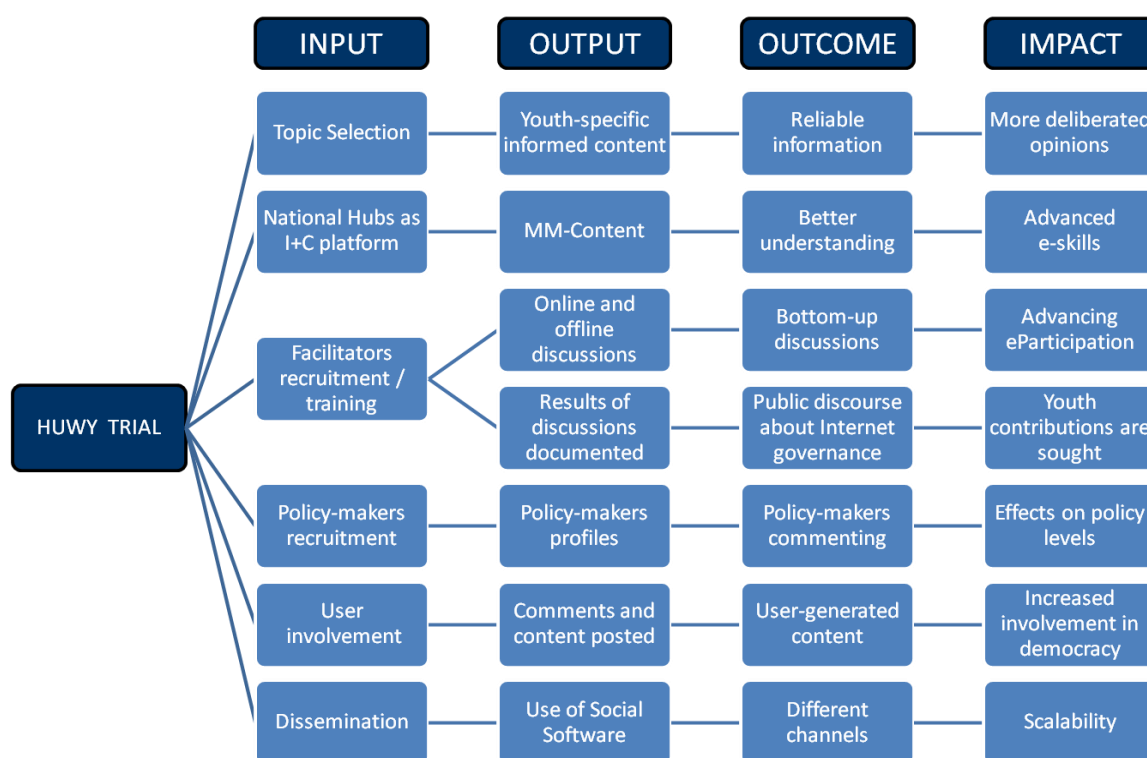 INPUT
OUTPUT
OUTCOME
IMPACT
Topic Selection
Youth-specific
informed content
Reliable
information
More deliberated
opinions
National Hubs as
I+C platform
MM-Content
Better
understanding
Advanced
e-skills
Facilitators
recruitment /
training
Online and
offline
discussions
Bottom-up
discussions
Advancing
eParticipation
HUWY TRIAL
Results of
discussions
documented
Public discourse
about Internet
governance
Youth
contributions are
sought
Policy-makers
recruitment
Policy-makers
profiles
Policy-makers
commenting
Effects on policy
levels
User
involvement
Comments and
content posted
User-generated
content
Increased
involvement in
democracy
Dissemination
Use of Social
Software
Different
channels
Scalability